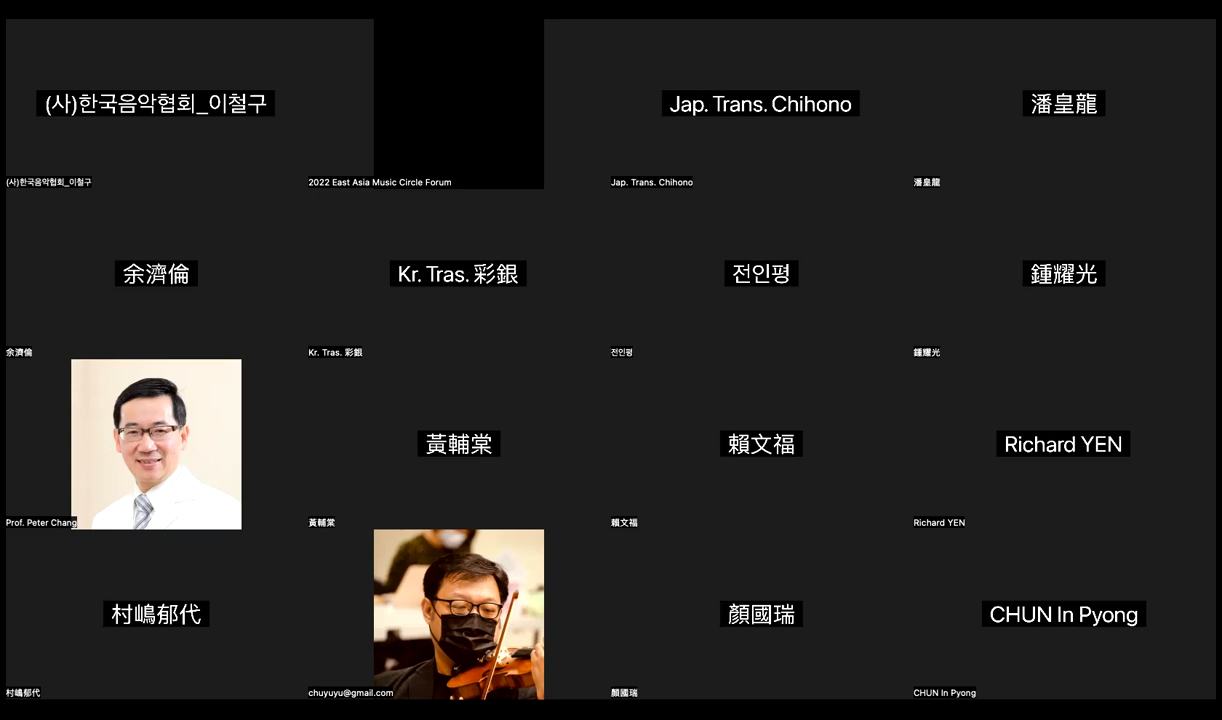 (사)한국음악협회_이철구
Jap. Trans. Chihono
潘皇龍
(사)한국음악협회_이철구
2022 East Asia Music Circle Forum
Jap. Trans. Chihono
潘皇龍
余濟倫
Kr. Tras. 彩銀
전인평
鍾耀光
余濟倫
Kr. Tras. 彩銀
전인평
鍾耀光
黃輔棠
賴文福
Richard YEN
Prof. Peter Chang
黃輔棠
賴文福
Richard YEN
村嶋郁代
顏國瑞
CHUN In Pyong
村嶋郁代
chuyuyu@gmail.com
顏國瑞
CHUN In Pyong